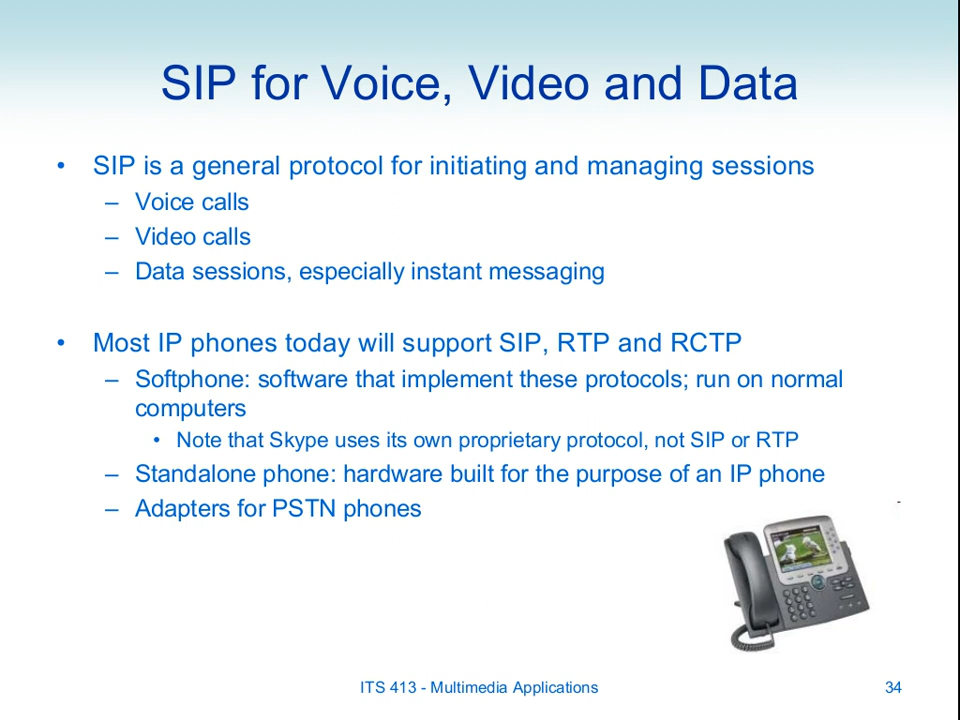 SIP for Voice, Video and Data
• SIP is a general protocol for initiating and managing sessions
– Voice calls
– Video calls
– Data sessions, especially instant messaging
• Most IP phones today will support SIP, RTP and RCTP
– Softphone: software that implement these protocols; run on normal
computers
• Note that Skype uses its own proprietary protocol, not SIP or RTP
– Standalone phone: hardware built for the purpose of an IP phone
– Adapters for PSTN phones
ITS 413 - Multimedia Applications
34